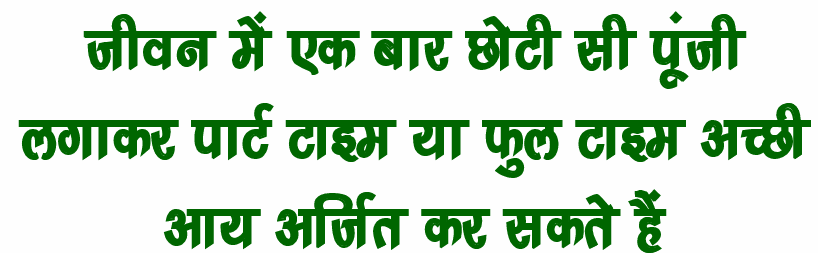 जीवन में एक बार छोटी सी पूंजी
लगाकर पार्ट टाइम या फुल टाइम अच्छी
आय अर्जित कर सकते हैं